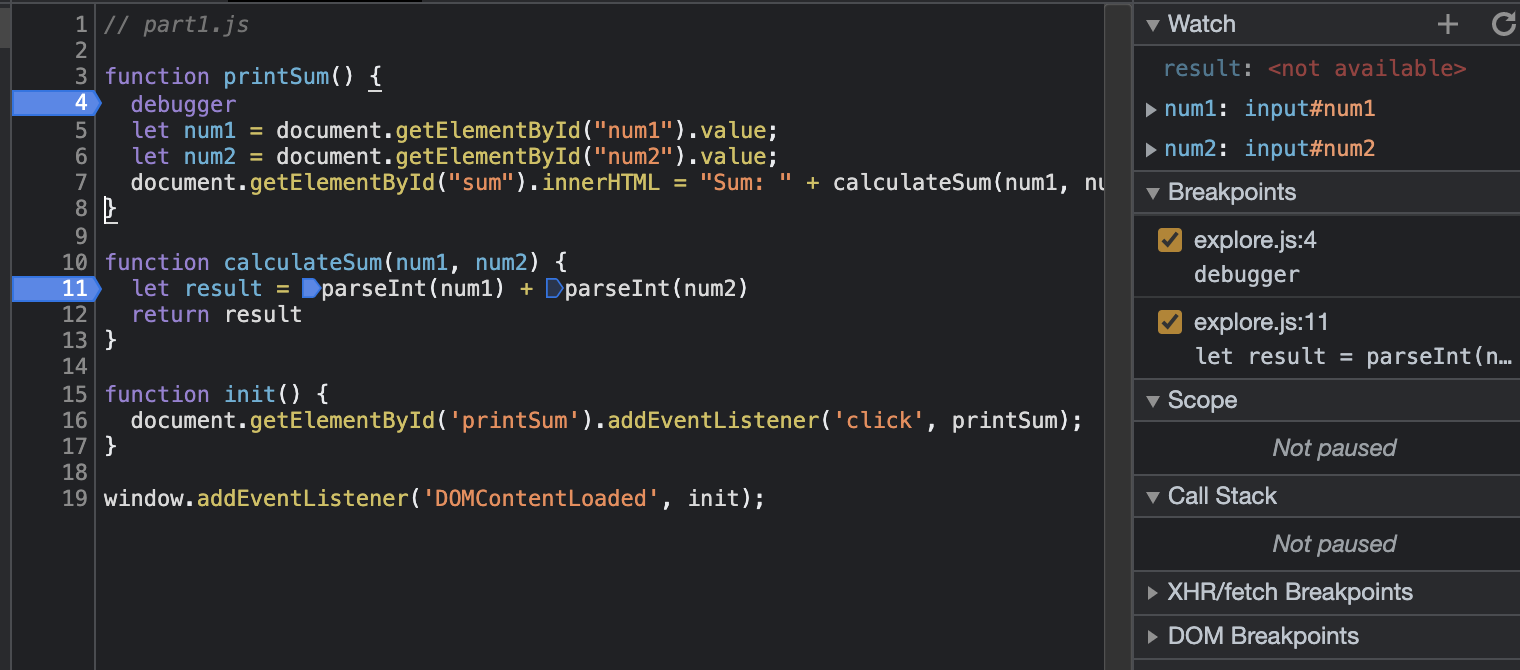 1 // part1.js
2
3 function printSum() {
4   debugger
5   let num1 = document.getElementById("num1").value;
6   let num2 = document.getElementById("num2").value;
7   document.getElementById("sum").innerHTML = "Sum: " + calculateSum(num1, nu
8 }
9
10 function calculateSum(num1, num2) {
11   let result = parseInt(num1) + parseInt(num2)
12   return result
13 }
14
15 function init() {
16   document.getElementById('printSum').addEventListener('click', printSum);
17 }
18
19 window.addEventListener('DOMContentLoaded', init);
Watch
result: <not available>
num1: input#num1
num2: input#num2
Breakpoints
explore.js:4
debugger
explore.js:11
let result = parseInt(n…
Scope
Not paused
Call Stack
Not paused
XHR/fetch Breakpoints
DOM Breakpoints